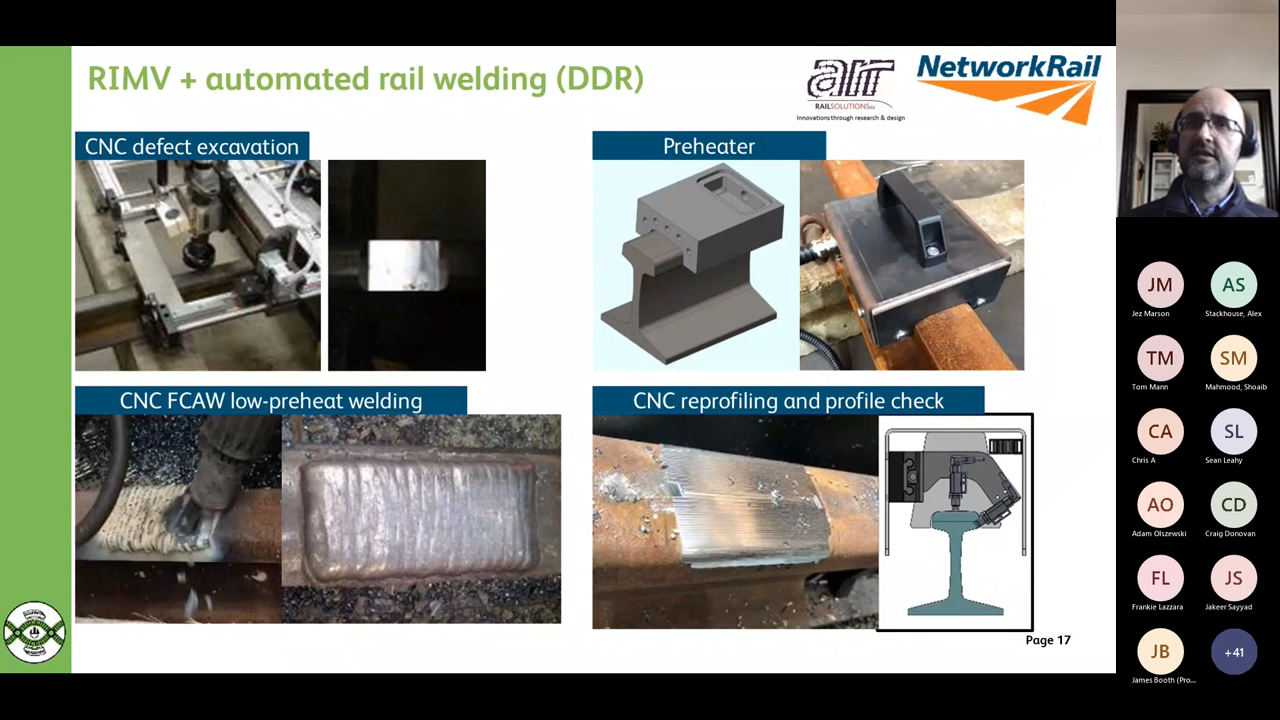 RIMV + automated rail welding (DDR)
arr
RAILSOLUTIONS
Innovations through research & design
NetworkRail
CNC defect excavation
Preheater
CNC FCAW low-preheat welding
CNC reprofiling and profile check
Page 17
JM
AS
Jez Marson
Stackhouse, Alex
TM
SM
Tom Mann
Mahmood, Shoaib
CA
SL
Chris A
Sean Leahy
AO
CD
Adam Olszewski
Craig Donovan
FL
JS
Frankie Lazzara
Jakeer Sayyad
JB
+41
James Booth (Pro...